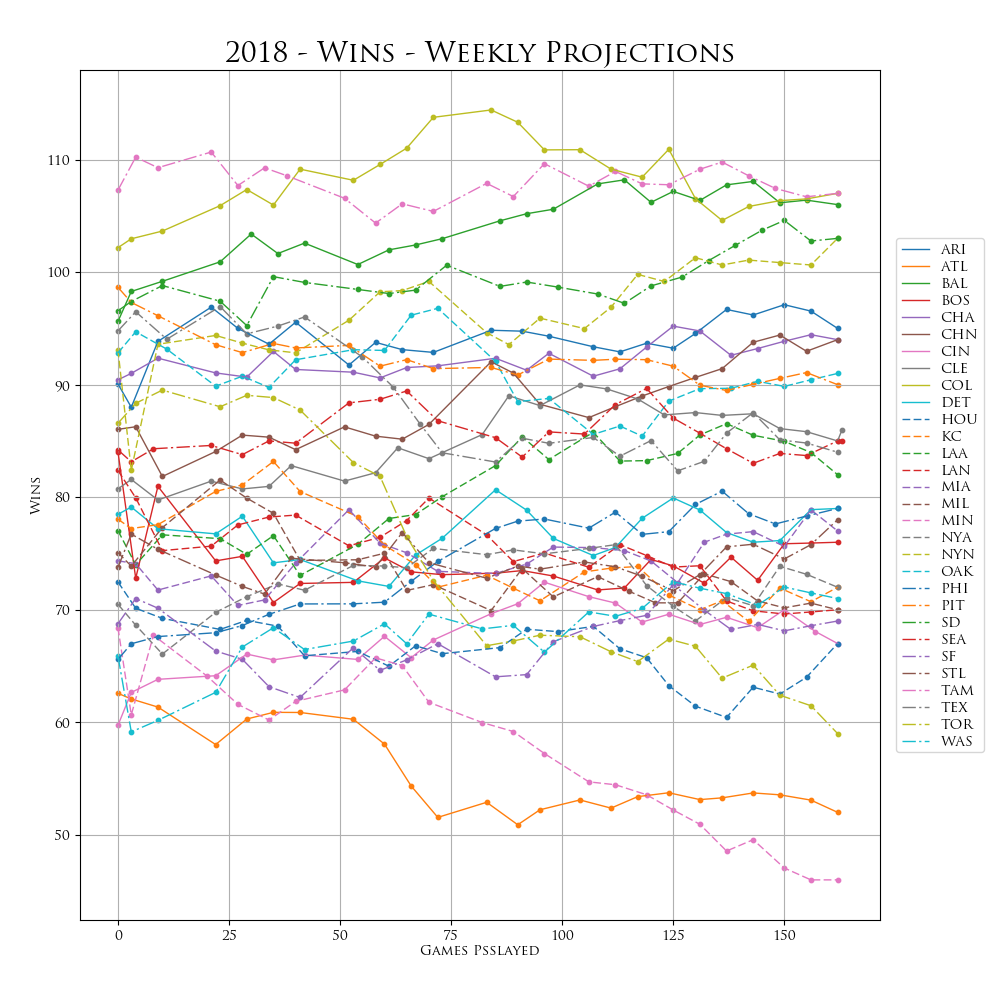 2018 - Wins - Weekly Projections
110
100
90
80
70
60
50
Wins
0 25 50 75 100 125 150
Games Psslayed
ARI
ATL
BAL
BOS
CHA
CHN
CIN
CLE
COL
DET
HOU
KC
LAA
LAN
MIA
MIL
MIN
NYA
NYN
OAK
PHI
PIT
SD
SEA
SF
STL
TAM
TEX
TOR
WAS